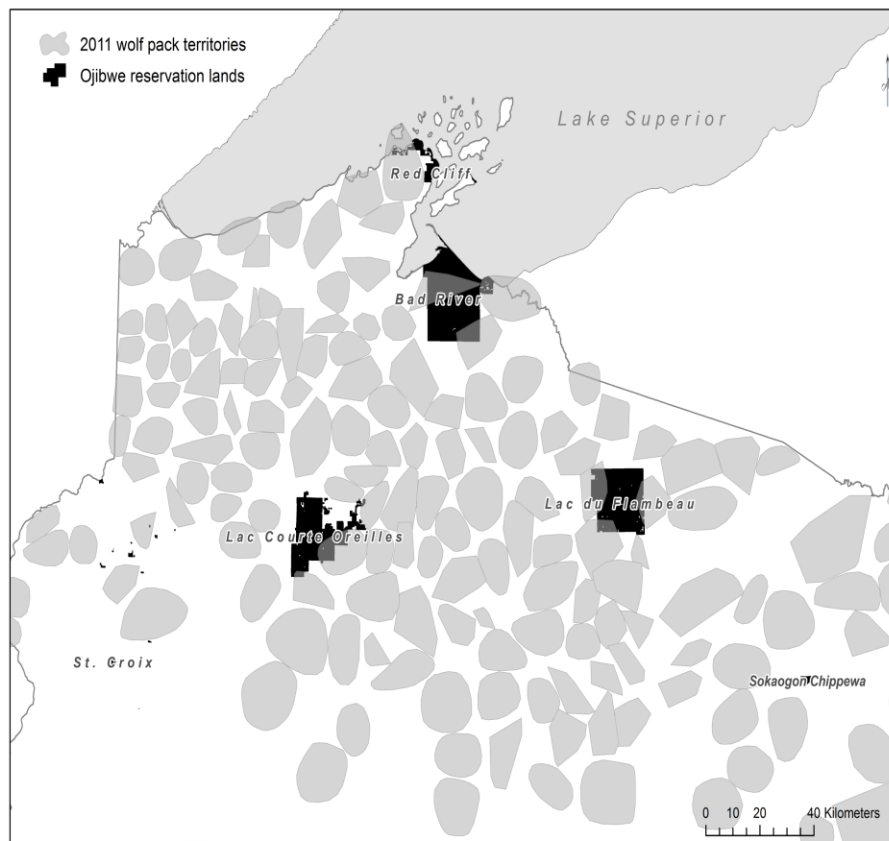 2011 wolf pack territories
Ojibwe reservation lands
Lake Superior
Red Cliff
Bad River
Lac du Flambeau
Lac Courte Oreilles
St. Croix
Sokaogon Chippewa
0 10 20 40 Kilometers